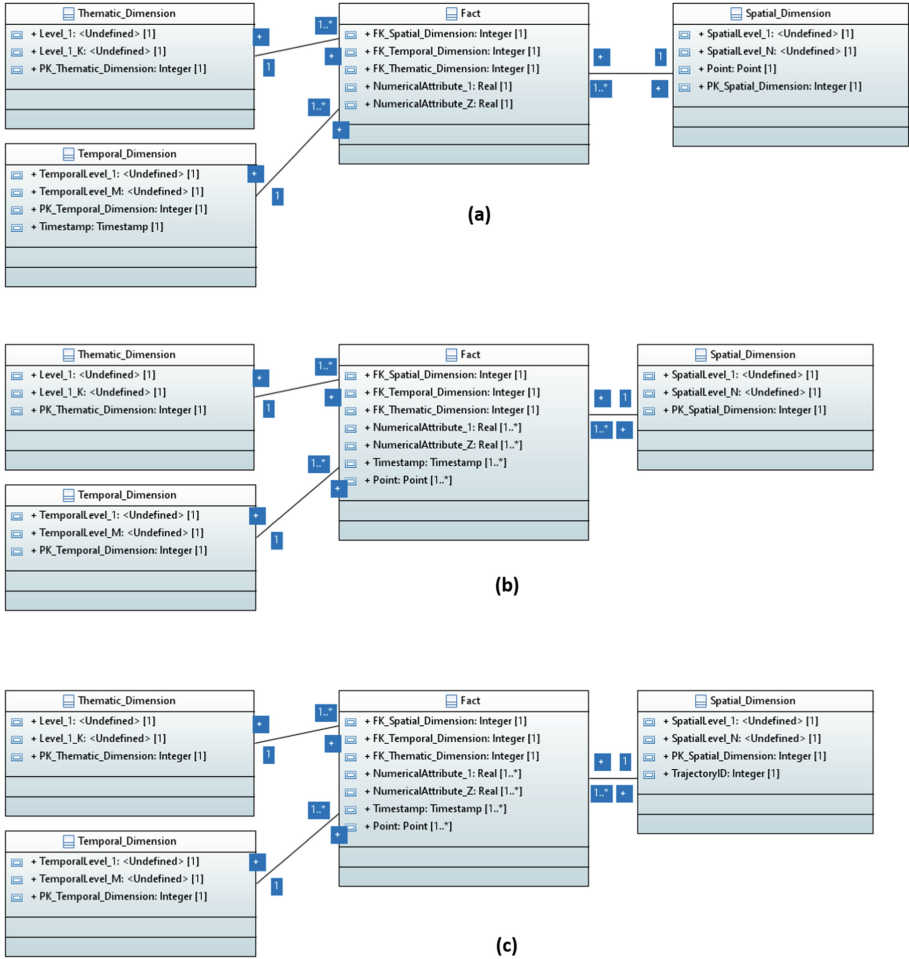 Thematic_Dimension
+ Level_1: <Undefined> [1]
+ Level_1_K: <Undefined> [1]
+ PK_Thematic_Dimension: Integer [1]
+
1
1..*
+
Fact
+ FK_Spatial_Dimension: Integer [1]
+ FK_Temporal_Dimension: Integer [1]
+ FK_Thematic_Dimension: Integer [1]
+ NumericalAttribute_1: Real [1]
+ NumericalAttribute_Z: Real [1]
+
1
1..*
+
Spatial_Dimension
+ SpatialLevel_1: <Undefined> [1]
+ SpatialLevel_N: <Undefined> [1]
+ Point: Point [1]
+ PK_Spatial_Dimension: Integer [1]
Temporal_Dimension
+ TemporalLevel_1: <Undefined> [1]
+ TemporalLevel_M: <Undefined> [1]
+ PK_Temporal_Dimension: Integer [1]
+ Timestamp: Timestamp [1]
+
1
1..*
+
(a)
Thematic_Dimension
+ Level_1: <Undefined> [1]
+ Level_1_K: <Undefined> [1]
+ PK_Thematic_Dimension: Integer [1]
+
1
1..*
+
Fact
+ FK_Spatial_Dimension: Integer [1]
+ FK_Temporal_Dimension: Integer [1]
+ FK_Thematic_Dimension: Integer [1]
+ NumericalAttribute_1: Real [1..*]
+ NumericalAttribute_Z: Real [1..*]
+ Timestamp: Timestamp [1..*]
+ Point: Point [1..*]
+
1
1..*
+
Spatial_Dimension
+ SpatialLevel_1: <Undefined> [1]
+ SpatialLevel_N: <Undefined> [1]
+ PK_Spatial_Dimension: Integer [1]
Temporal_Dimension
+ TemporalLevel_1: <Undefined> [1]
+ TemporalLevel_M: <Undefined> [1]
+ PK_Temporal_Dimension: Integer [1]
+
1
1..*
+
(b)
Thematic_Dimension
+ Level_1: <Undefined> [1]
+ Level_1_K: <Undefined> [1]
+ PK_Thematic_Dimension: Integer [1]
+
1
1..*
+
Fact
+ FK_Spatial_Dimension: Integer [1]
+ FK_Temporal_Dimension: Integer [1]
+ FK_Thematic_Dimension: Integer [1]
+ NumericalAttribute_1: Real [1..*]
+ NumericalAttribute_Z: Real [1..*]
+ Timestamp: Timestamp [1..*]
+ Point: Point [1..*]
+
1
1..*
+
Spatial_Dimension
+ SpatialLevel_1: <Undefined> [1]
+ SpatialLevel_N: <Undefined> [1]
+ PK_Spatial_Dimension: Integer [1]
+ TrajectoryID: Integer [1]
Temporal_Dimension
+ TemporalLevel_1: <Undefined> [1]
+ TemporalLevel_M: <Undefined> [1]
+ PK_Temporal_Dimension: Integer [1]
+
1
1..*
+
(c)